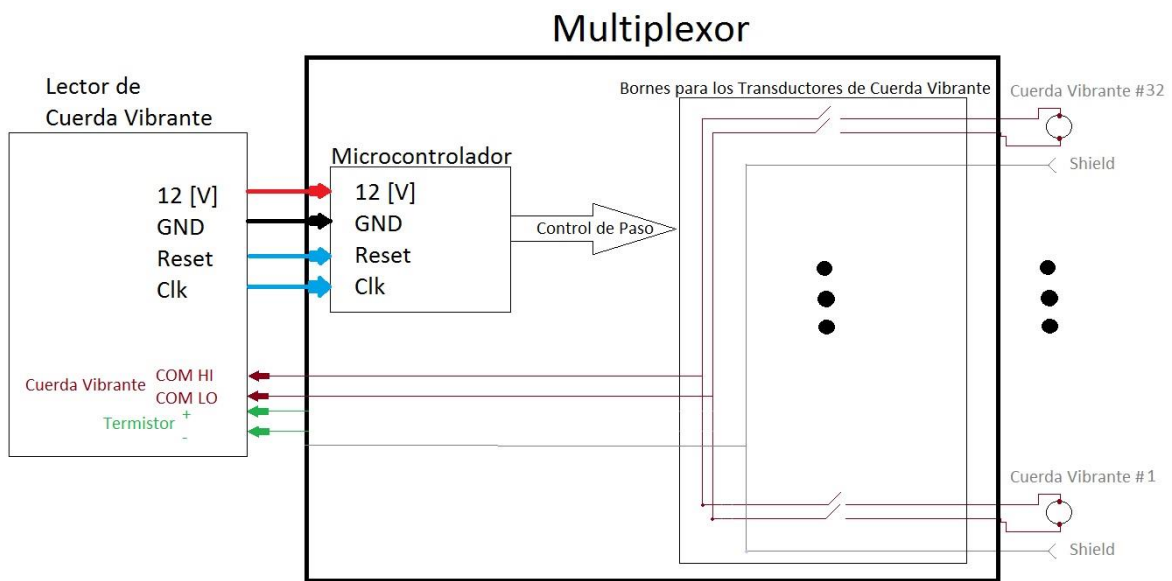 Multiplexor
Lector de
Cuerda Vibrante
12 [V]
GND
Reset
Clk
Cuerda Vibrante
COM HI
COM LO
Termistor
+
-
Microcontrolador
12 [V]
GND
Reset
Clk
Control de Paso
Bornes para los Transductores de Cuerda Vibrante
Cuerda Vibrante #32
Shield
Cuerda Vibrante #1
Shield